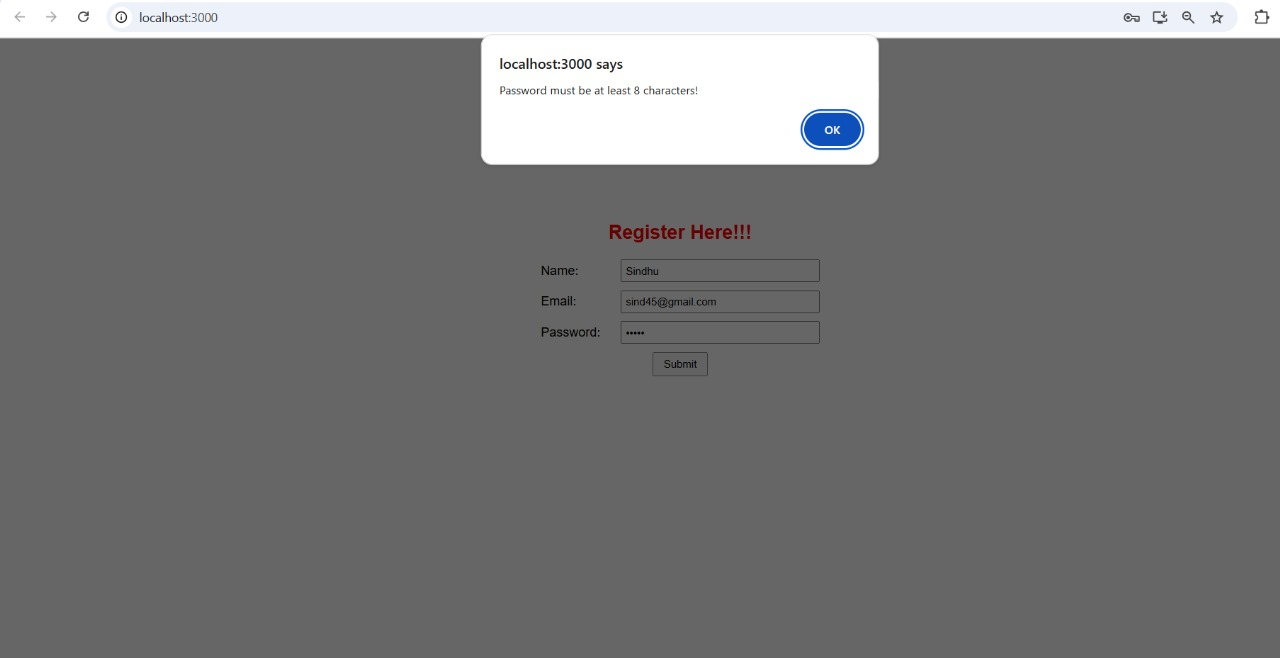 localhost:3000
localhost:3000 says
Password must be at least 8 characters!
OK
Register Here!!!
Name: Sindhu
Email: sind45@gmail.com
Password: •••••
Submit